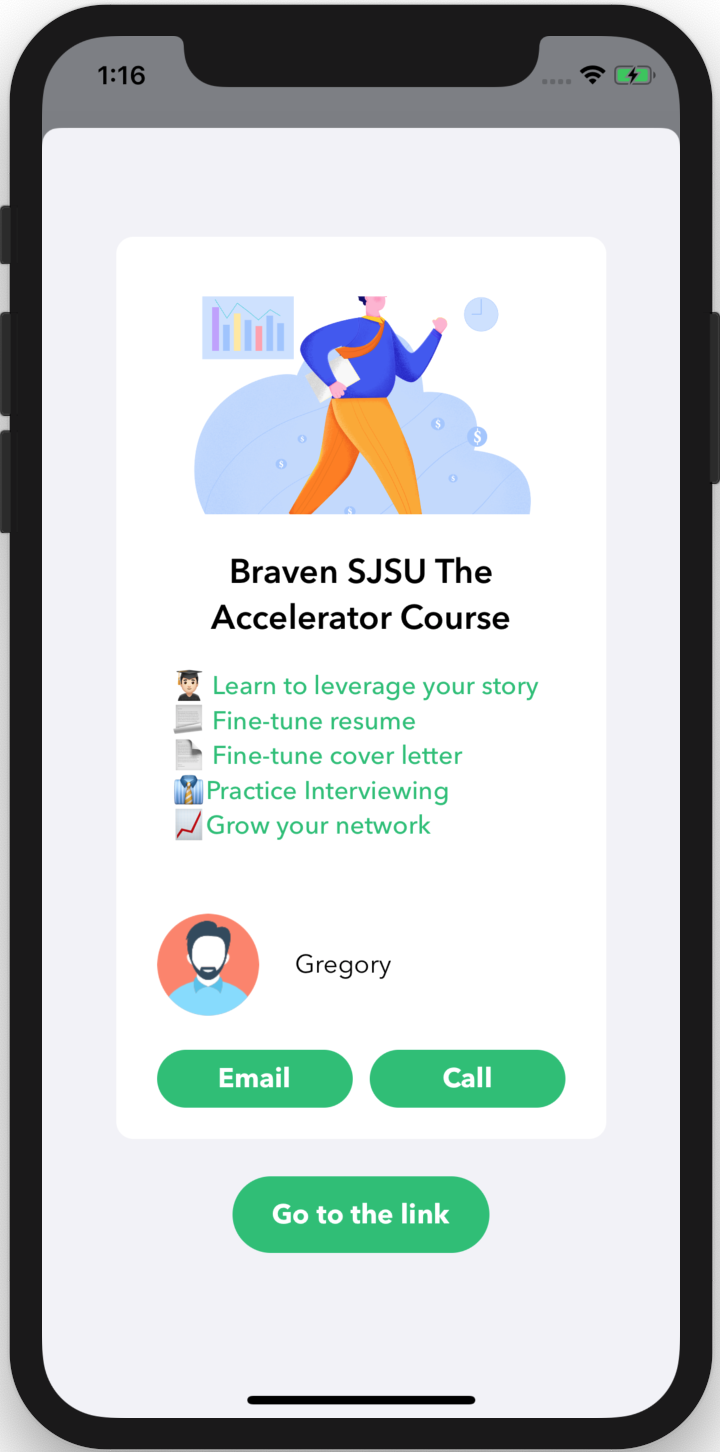 1:16
$
$
$
$
$
$
Braven SJSU The
Accelerator Course
👨🏻‍🎓 Learn to leverage your story
📃 Fine-tune resume
📄 Fine-tune cover letter
👔Practice Interviewing
📈Grow your network
Gregory
Email
Call
Go to the link